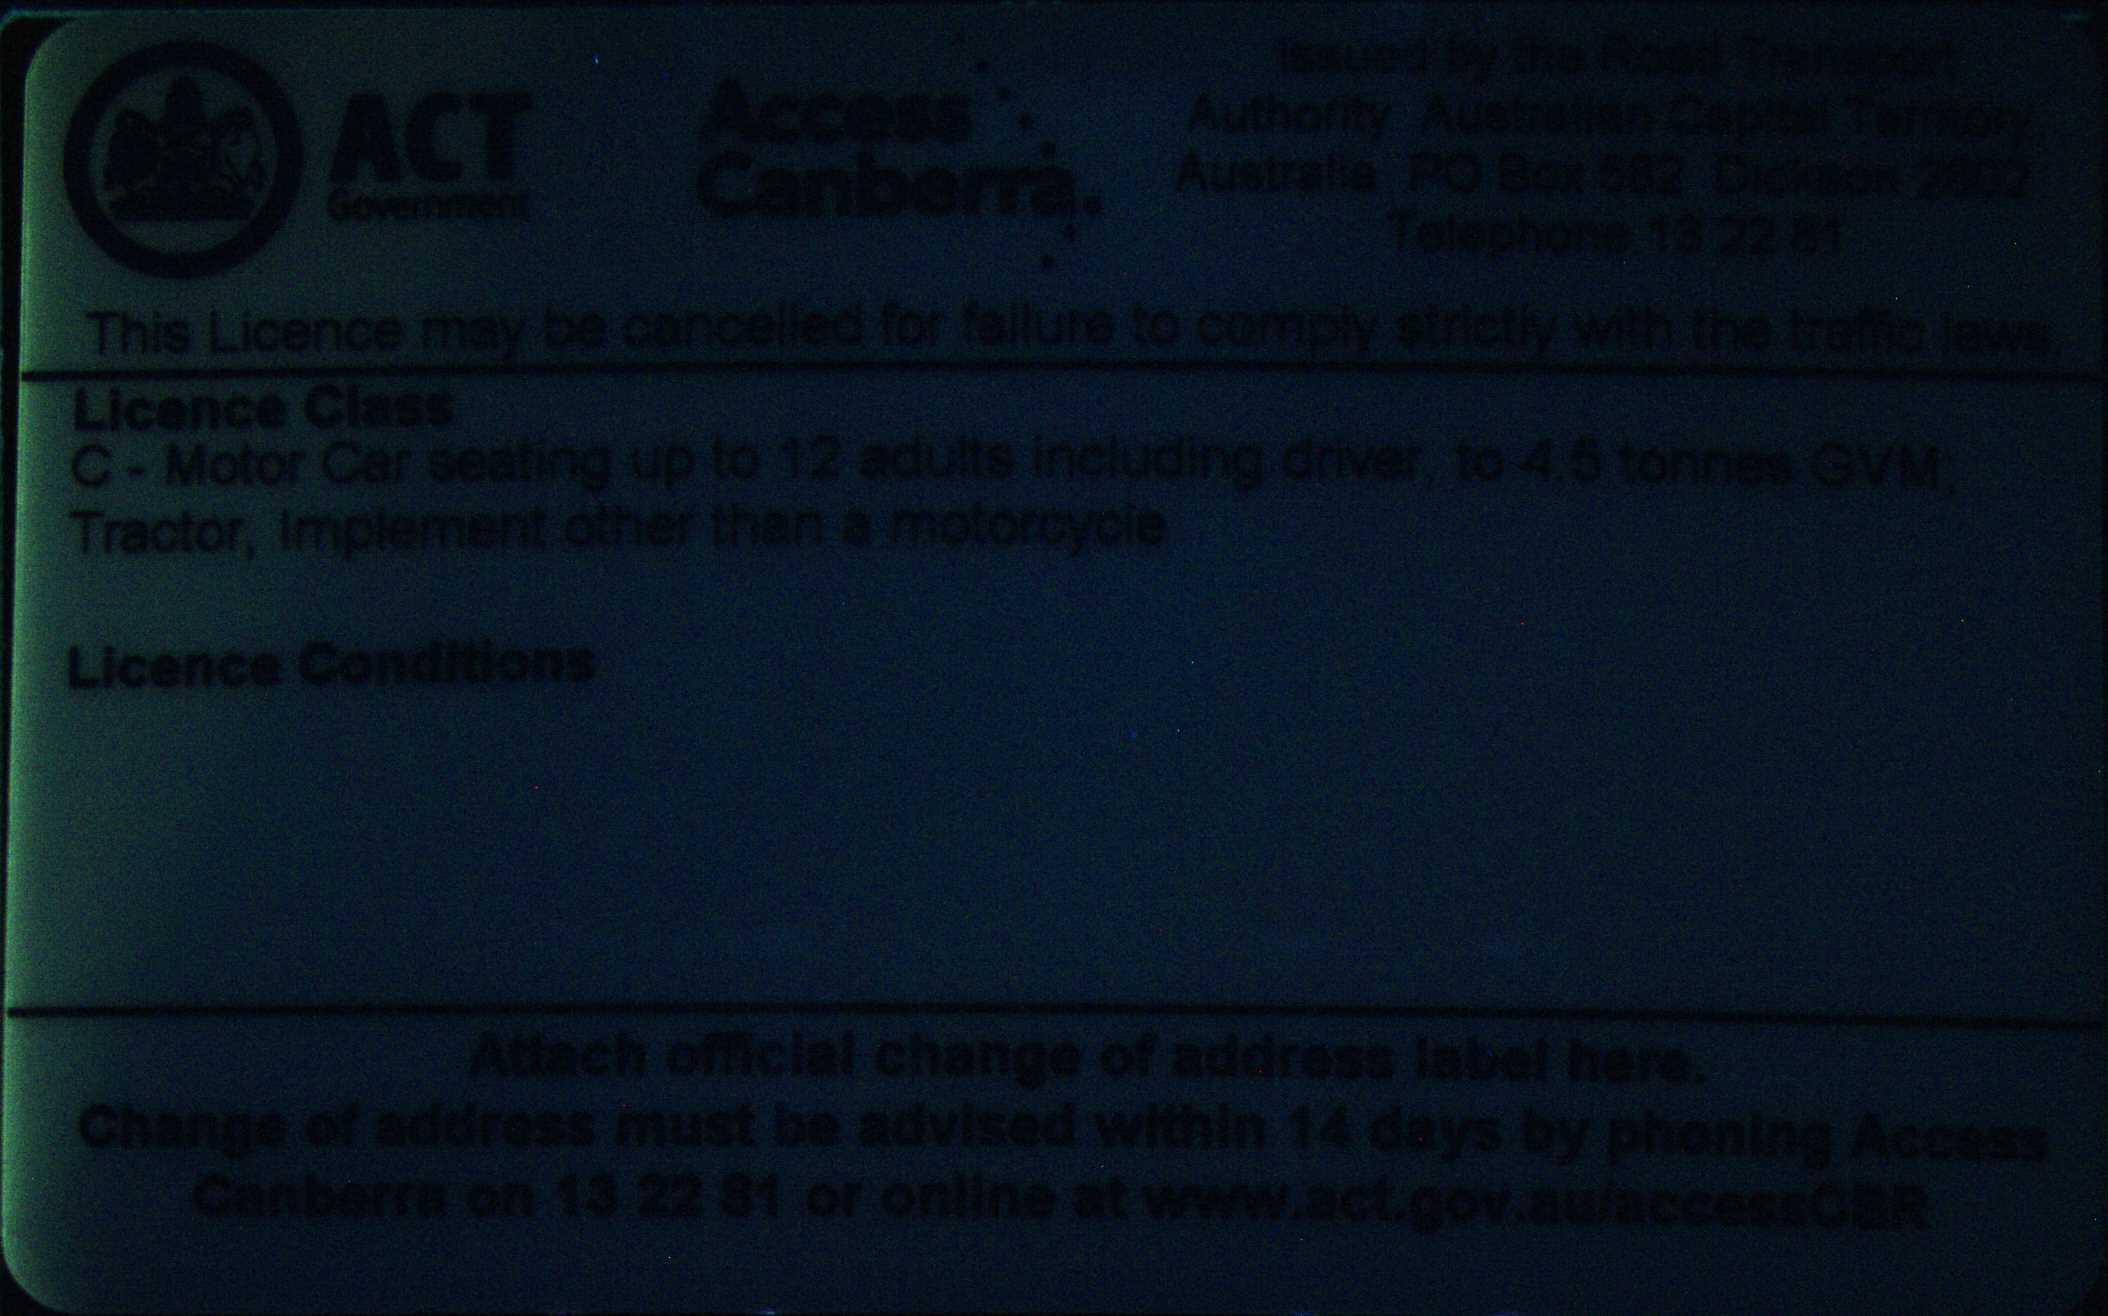 ACT
Government
Access
Canberra.
Issued by the Road Transport
Authority Australian Capital Territory,
Australia PO Box 582 Dickson 2602
Telephone 13 22 81
This Licence may be cancelled for failure to comply strictly with the traffic laws.
Licence Class
C - Motor Car seating up to 12 adults including driver, to 4.5 tonnes GVM;
Tractor, Implement other than a motorcycle
Licence Conditions
Attach official change of address label here.
Change of address must be advised within 14 days by phoning Access
Canberra on 13 22 81 or online at www.act.gov.au/accessCBR